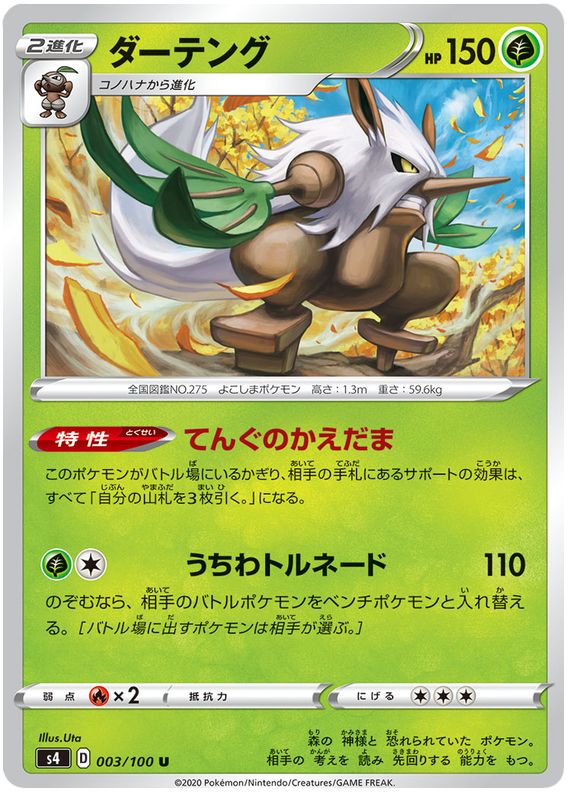 2進化 ダーテング HP 150
コノハナから進化
全国図鑑NO.275 よこしまポケモン 高さ：1.3m 重さ：59.6kg
特性 とくせい てんぐのかえだま
このポケモンがバトル場にいるかぎり、相手の手札にあるサポートの効果は、
すべて「自分の山札を3枚引く。」になる。
うちわトルネード 110
のぞむなら、相手のバトルポケモンをベンチポケモンと入れ替え
る。［バトル場に出すポケモンは相手が選ぶ。］
弱点 ×2 抵抗力 にげる
Illus.Uta
s4 D 003/100 U
森の 神様と 恐れられていた ポケモン。
相手の 考えを 読み 先回りする 能力を もつ。
©2020 Pokémon/Nintendo/Creatures/GAME FREAK.